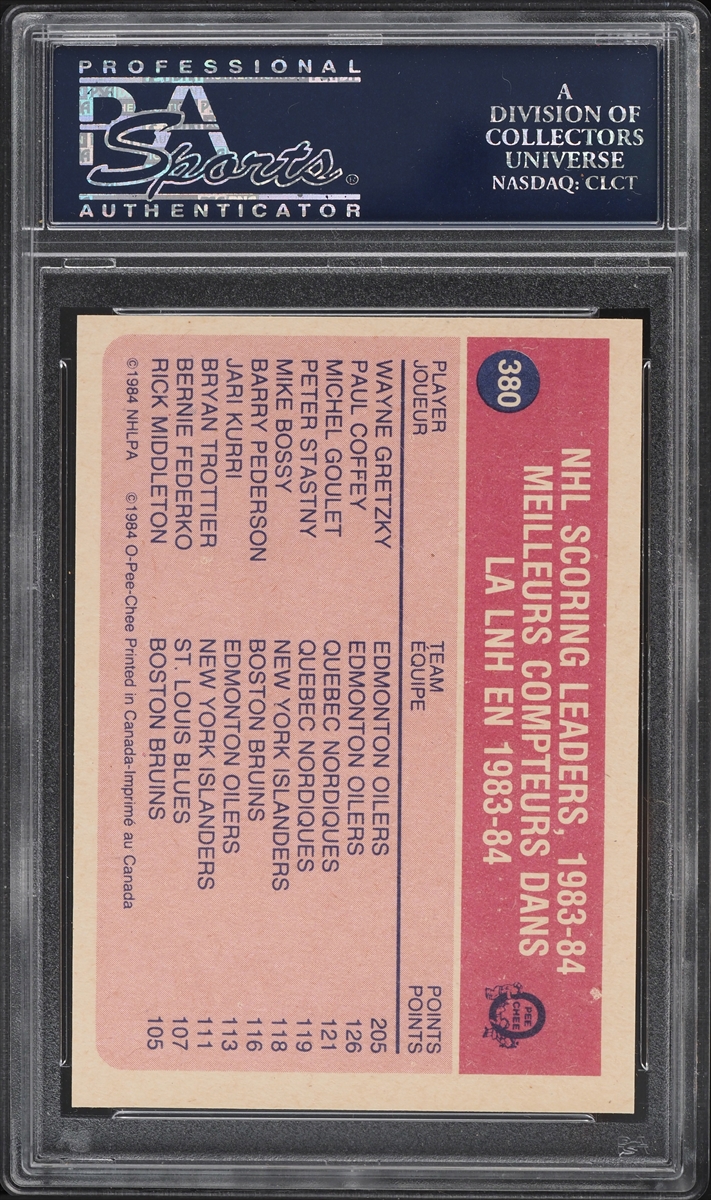 PROFESSIONAL
PSA
Sports
AUTHENTICATOR
A
DIVISION OF
COLLECTORS
UNIVERSE
NASDAQ: CLCT
380
NHL SCORING LEADERS, 1983-84
MEILLEURS COMPTEURS DANS
LA LNH EN 1983-84
O
PEE
CHEE
PLAYER TEAM POINTS
JOUEUR ÉQUIPE POINTS
WAYNE GRETZKY EDMONTON OILERS 205
PAUL COFFEY EDMONTON OILERS 126
MICHEL GOULET QUEBEC NORDIQUES 121
PETER STASTNY QUEBEC NORDIQUES 119
MIKE BOSSY NEW YORK ISLANDERS 118
BARRY PEDERSON BOSTON BRUINS 116
JARI KURRI EDMONTON OILERS 113
BRYAN TROTTIER NEW YORK ISLANDERS 111
BERNIE FEDERKO ST. LOUIS BLUES 107
RICK MIDDLETON BOSTON BRUINS 105
©1984 NHLPA ©1984 O-Pee-Chee Printed in Canada-Imprimé au Canada